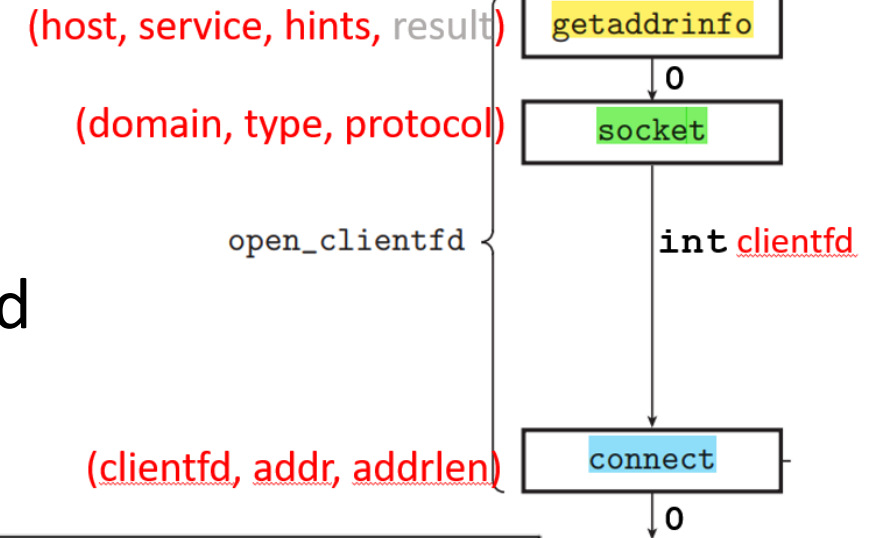 (host, service, hints, result) getaddrinfo
0
(domain, type, protocol) socket
open_clientfd int clientfd
d
(clientfd, addr, addrlen) connect
0